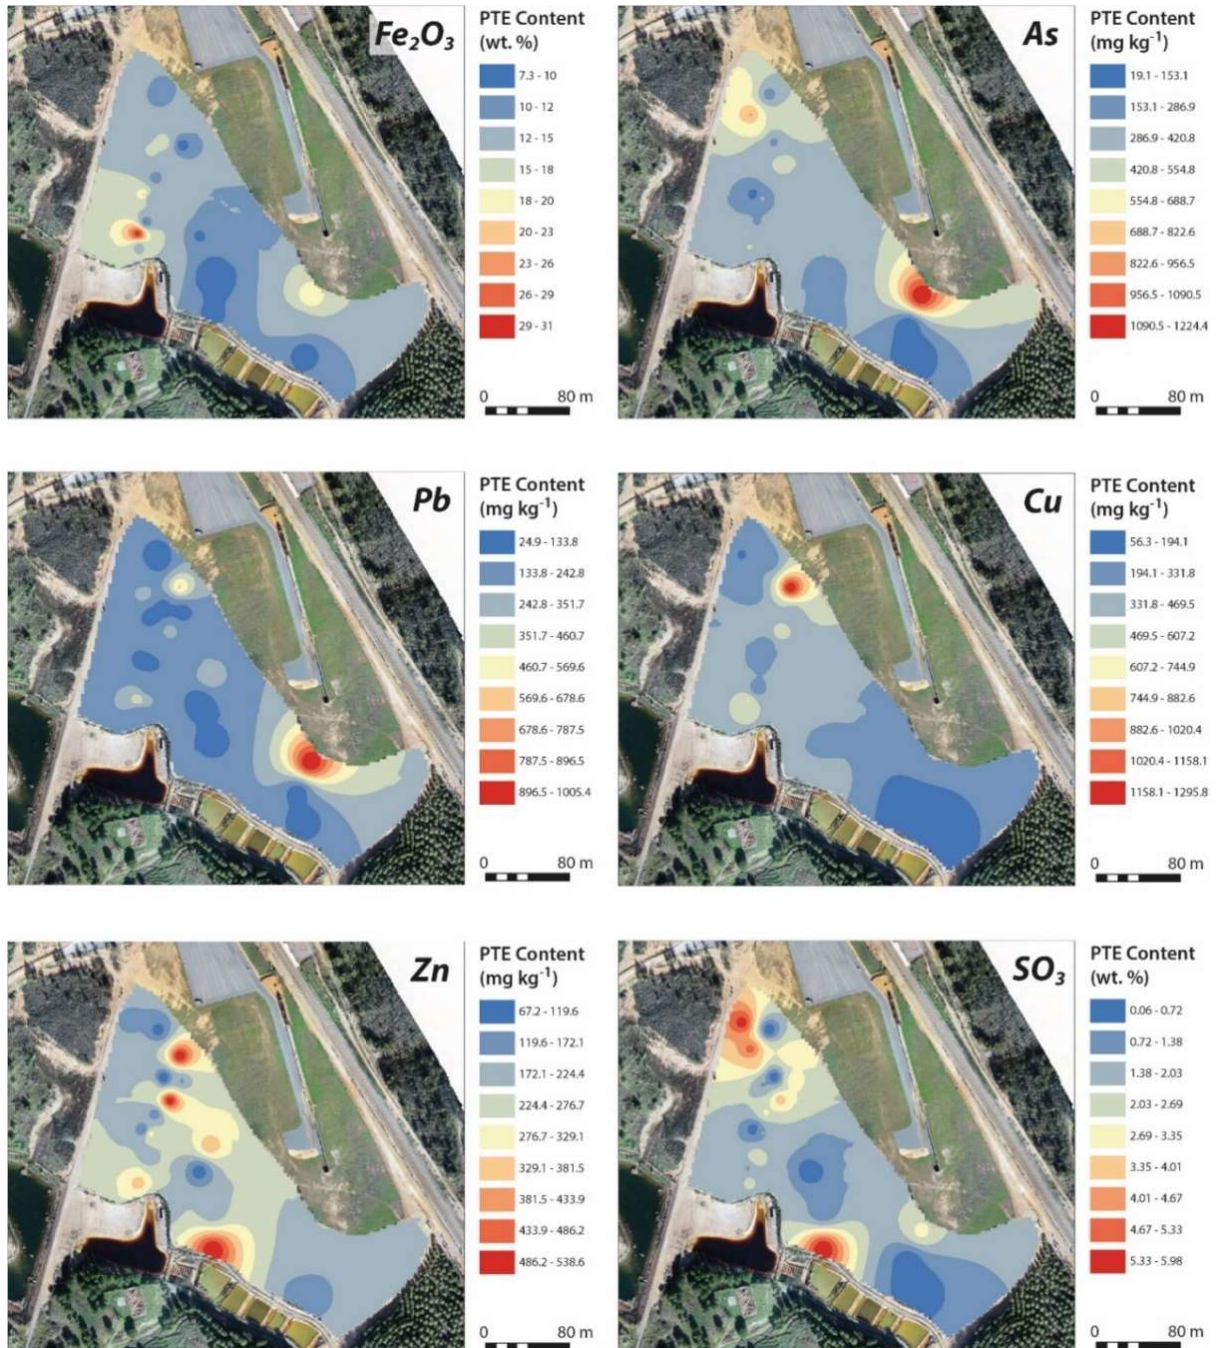 Fe₂O₃
PTE Content
(wt. %)
7.3 - 10
10 - 12
12 - 15
15 - 18
18 - 20
20 - 23
23 - 26
26 - 29
29 - 31
0 80 m
As
PTE Content
(mg kg⁻¹)
19.1 - 153.1
153.1 - 286.9
286.9 - 420.8
420.8 - 554.8
554.8 - 688.7
688.7 - 822.6
822.6 - 956.5
956.5 - 1090.5
1090.5 - 1224.4
0 80 m
Pb
PTE Content
(mg kg⁻¹)
24.9 - 133.8
133.8 - 242.8
242.8 - 351.7
351.7 - 460.7
460.7 - 569.6
569.6 - 678.6
678.6 - 787.5
787.5 - 896.5
896.5 - 1005.4
0 80 m
Cu
PTE Content
(mg kg⁻¹)
56.3 - 194.1
194.1 - 331.8
331.8 - 469.5
469.5 - 607.2
607.2 - 744.9
744.9 - 882.6
882.6 - 1020.4
1020.4 - 1158.1
1158.1 - 1295.8
0 80 m
Zn
PTE Content
(mg kg⁻¹)
67.2 - 119.6
119.6 - 172.1
172.1 - 224.4
224.4 - 276.7
276.7 - 329.1
329.1 - 381.5
381.5 - 433.9
433.9 - 486.2
486.2 - 538.6
0 80 m
SO₃
PTE Content
(wt. %)
0.06 - 0.72
0.72 - 1.38
1.38 - 2.03
2.03 - 2.69
2.69 - 3.35
3.35 - 4.01
4.01 - 4.67
4.67 - 5.33
5.33 - 5.98
0 80 m